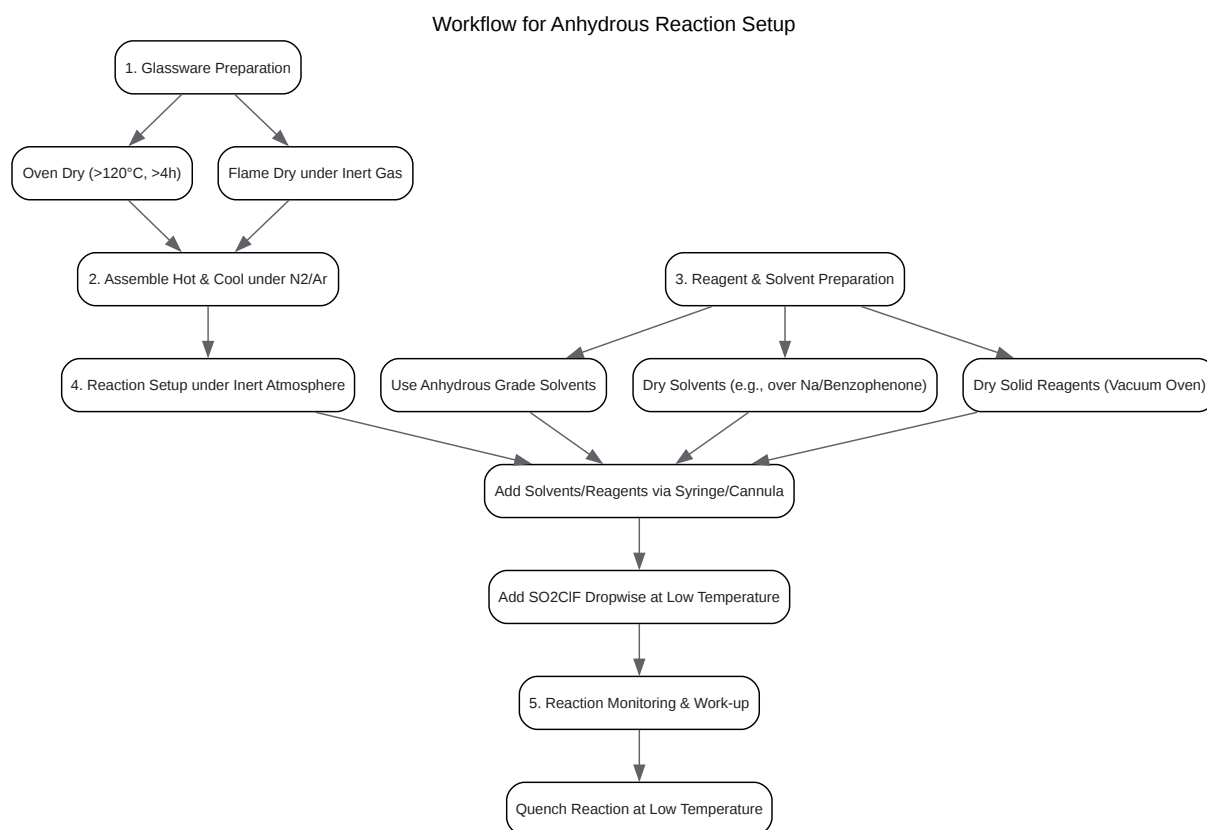 Workflow for Anhydrous Reaction Setup
1. Glassware Preparation
Oven Dry (>120°C, >4h)
Flame Dry under Inert Gas
2. Assemble Hot & Cool under N2/Ar
3. Reagent & Solvent Preparation
4. Reaction Setup under Inert Atmosphere
Use Anhydrous Grade Solvents
Dry Solvents (e.g., over Na/Benzophenone)
Dry Solid Reagents (Vacuum Oven)
Add Solvents/Reagents via Syringe/Cannula
Add SO2ClF Dropwise at Low Temperature
5. Reaction Monitoring & Work-up
Quench Reaction at Low Temperature